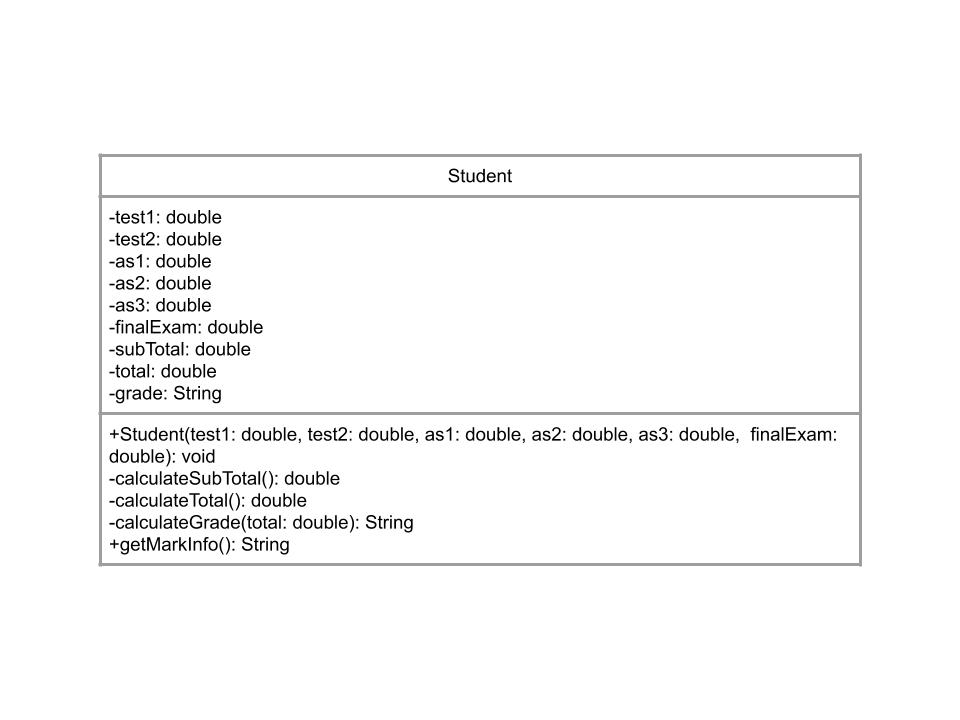 Student
-test1: double
-test2: double
-as1: double
-as2: double
-as3: double
-finalExam: double
-subTotal: double
-total: double
-grade: String
+Student(test1: double, test2: double, as1: double, as2: double, as3: double,  finalExam:
double): void
-calculateSubTotal(): double
-calculateTotal(): double
-calculateGrade(total: double): String
+getMarkInfo(): String